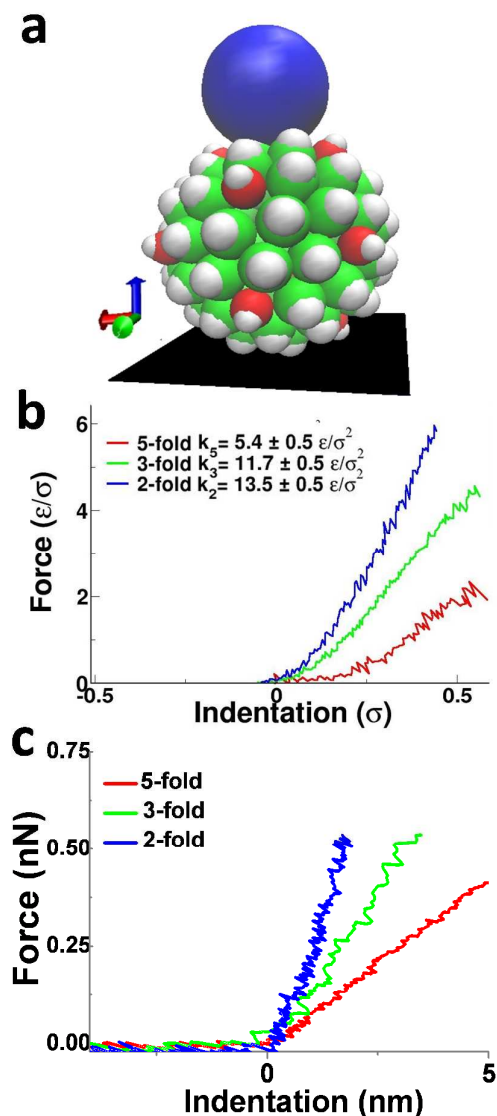 a
b
6
5-fold k₅= 5.4 ± 0.5 ε/σ²
3-fold k₃= 11.7 ± 0.5 ε/σ²
2-fold k₂= 13.5 ± 0.5 ε/σ²
4
2
0
Force (ε/σ)
-0.5 0 0.5
Indentation (σ)
c
0.75
5-fold
3-fold
2-fold
0.50
0.25
0.00
Force (nN)
0 2.5 5
Indentation (nm)